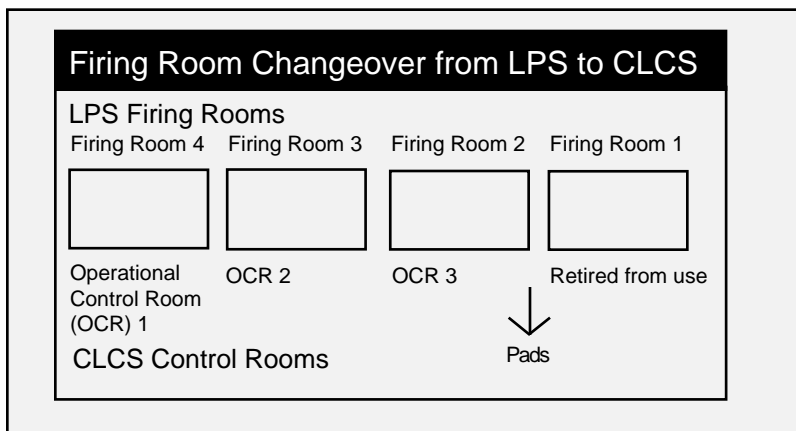 Firing Room Changeover from LPS to CLCS
LPS Firing Rooms
Firing Room 4 Firing Room 3 Firing Room 2 Firing Room 1
Operational
Control Room
(OCR) 1
OCR 2
OCR 3
Retired from use
CLCS Control Rooms
Pads